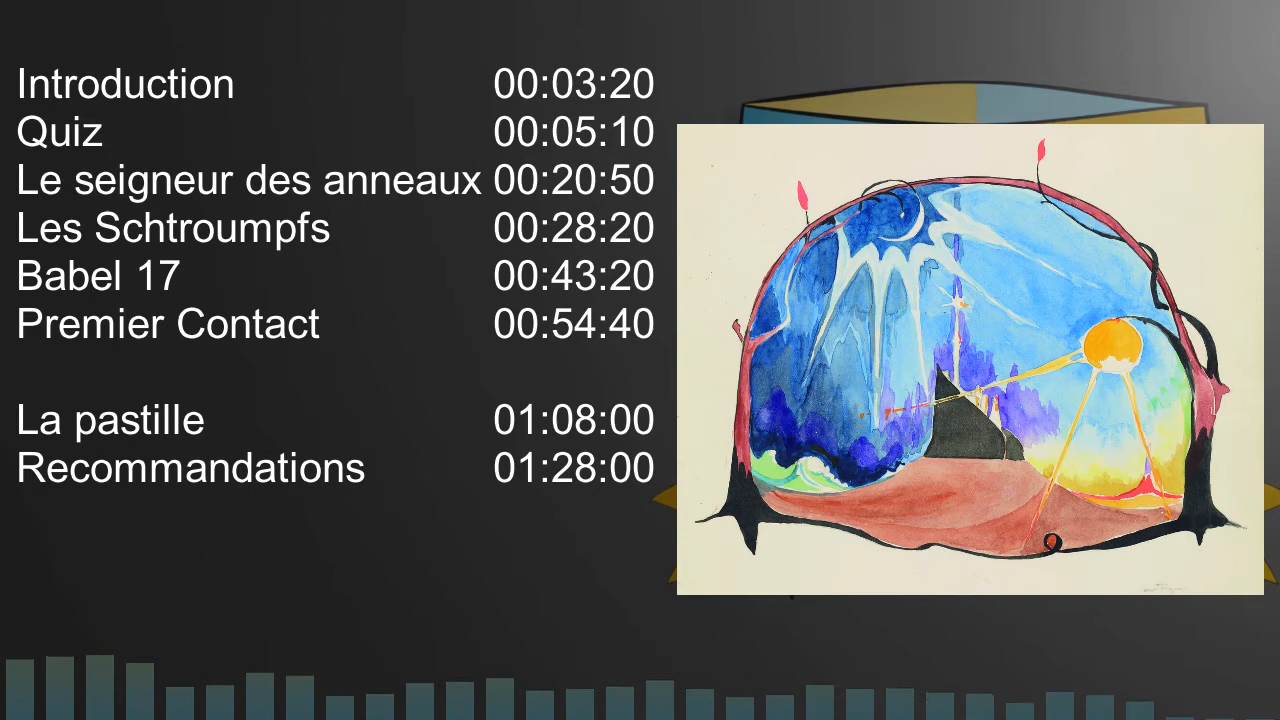 Introduction 00:03:20
Quiz 00:05:10
Le seigneur des anneaux 00:20:50
Les Schtroumpfs 00:28:20
Babel 17 00:43:20
Premier Contact 00:54:40
La pastille 01:08:00
Recommandations 01:28:00